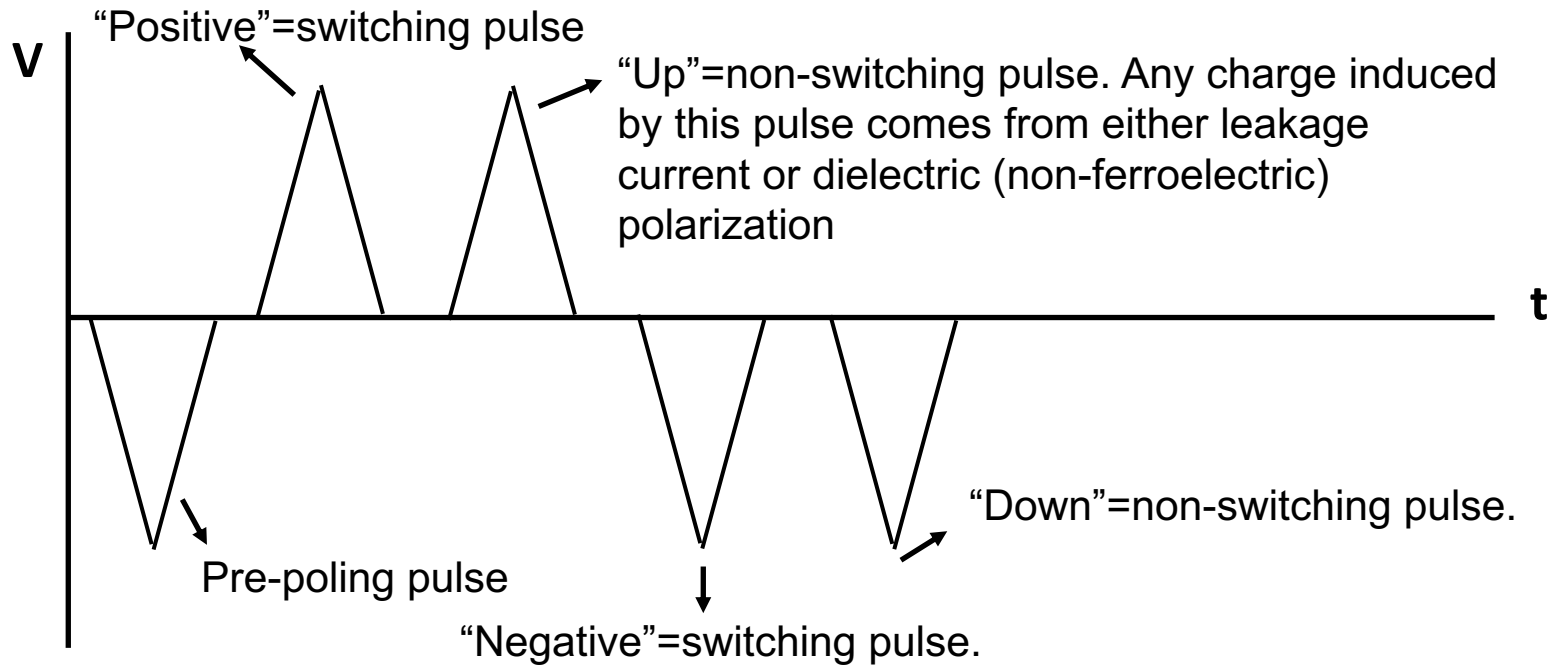 “Positive”=switching pulse
V
“Up”=non-switching pulse. Any charge induced
by this pulse comes from either leakage
current or dielectric (non-ferroelectric)
polarization
t
“Down”=non-switching pulse.
Pre-poling pulse
“Negative”=switching pulse.